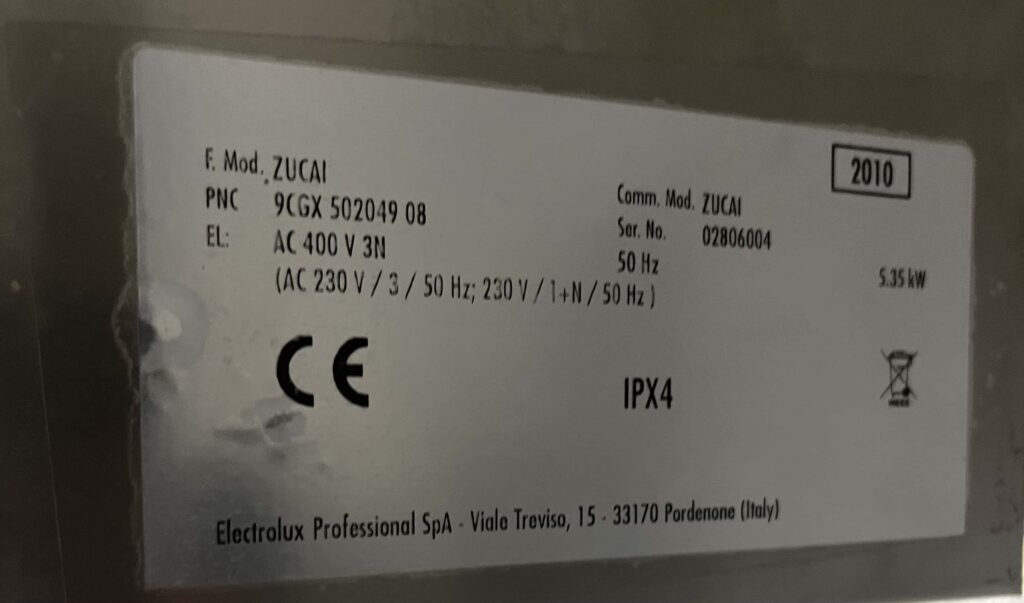 2010
F. Mod. ZUCAI
Comm. Mod. ZUCAI
PNC 9CGX 502049 08
Ser. No. 02806004
EL: AC 400 V 3N
50 Hz
5.35 kW
(AC 230 V / 3 / 50 Hz; 230 V / 1+N / 50 Hz )
CE
IPX4
Electrolux Professional SpA - Viale Treviso, 15 - 33170 Pordenone (Italy)